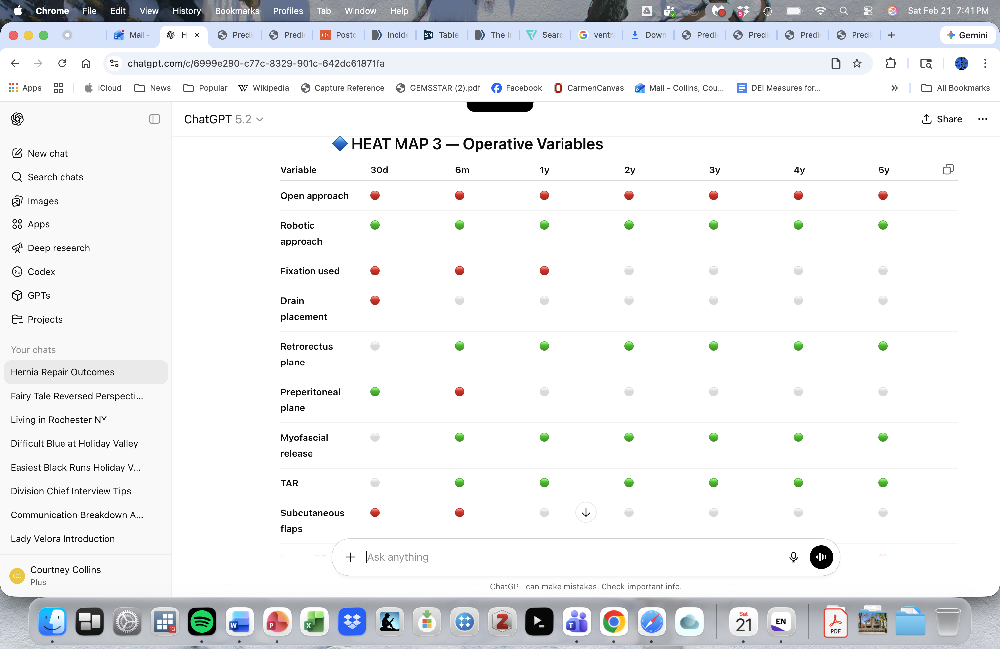 Chrome File Edit View History Bookmarks Profiles Tab Window Help 5 Sat Feb 21 7:41 PM
Mail - H Predi Predi Posto Incide SN Table The I Searc ventr Down Predi Predi Predi Predi Gemini
chatgpt.com/c/6999e280-c77c-8329-901c-642dc61871fa
Apps iCloud News Popular Wikipedia Capture Reference GEMSSTAR (2).pdf Facebook CarmenCanvas Mail - Collins, Cou... DEI Measures for... All Bookmarks
ChatGPT 5.2 Share
New chat
Search chats
Images
Apps
Deep research
Codex
GPTs
Projects
Your chats
Hernia Repair Outcomes
Fairy Tale Reversed Perspecti...
Living in Rochester NY
Difficult Blue at Holiday Valley
Easiest Black Runs Holiday V...
Division Chief Interview Tips
Communication Breakdown A...
Lady Velora Introduction
CC Courtney Collins
Plus
HEAT MAP 3 — Operative Variables
Variable 30d 6m 1y 2y 3y 4y 5y
Open approach
Robotic
approach
Fixation used
Drain
placement
Retrorectus
plane
Preperitoneal
plane
Myofascial
release
TAR
Subcutaneous
flaps
Ask anything
ChatGPT can make mistakes. Check important info.
13 W P X Z T Sat 21 EN PDF